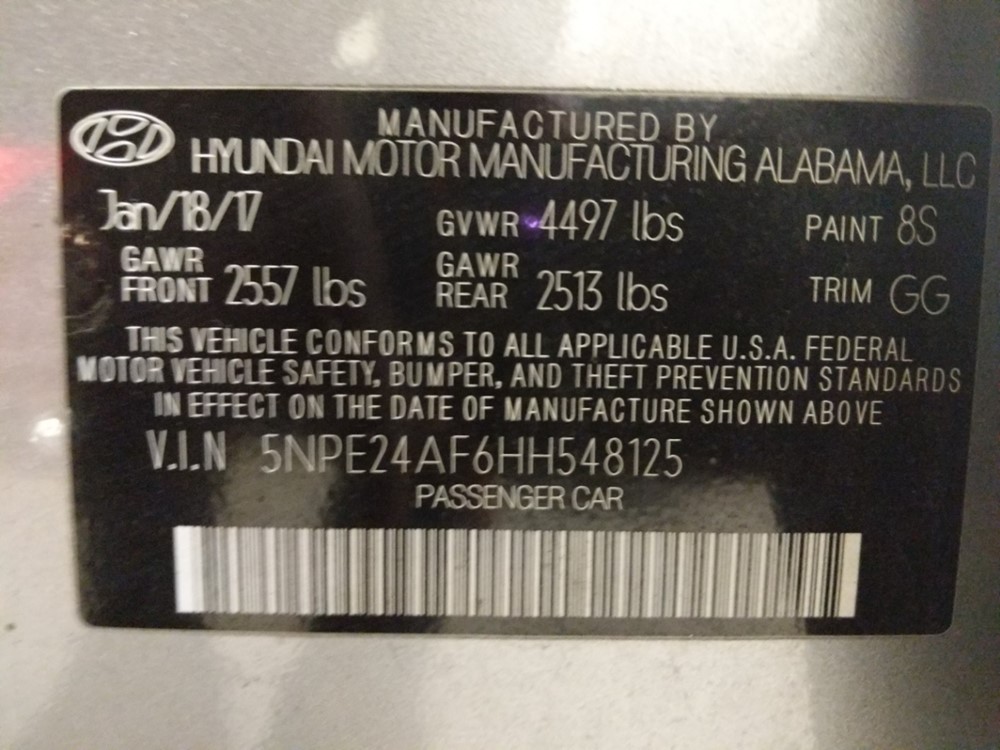 MANUFACTURED BY
HYUNDAI MOTOR MANUFACTURING ALABAMA, LLC
Jan/18/17 GVWR 4497 lbs PAINT 8S
GAWR FRONT 2557 lbs GAWR REAR 2513 lbs TRIM GG
THIS VEHICLE CONFORMS TO ALL APPLICABLE U.S.A. FEDERAL
MOTOR VEHICLE SAFETY, BUMPER, AND THEFT PREVENTION STANDARDS
IN EFFECT ON THE DATE OF MANUFACTURE SHOWN ABOVE
V.I.N 5NPE24AF6HH548125
PASSENGER CAR